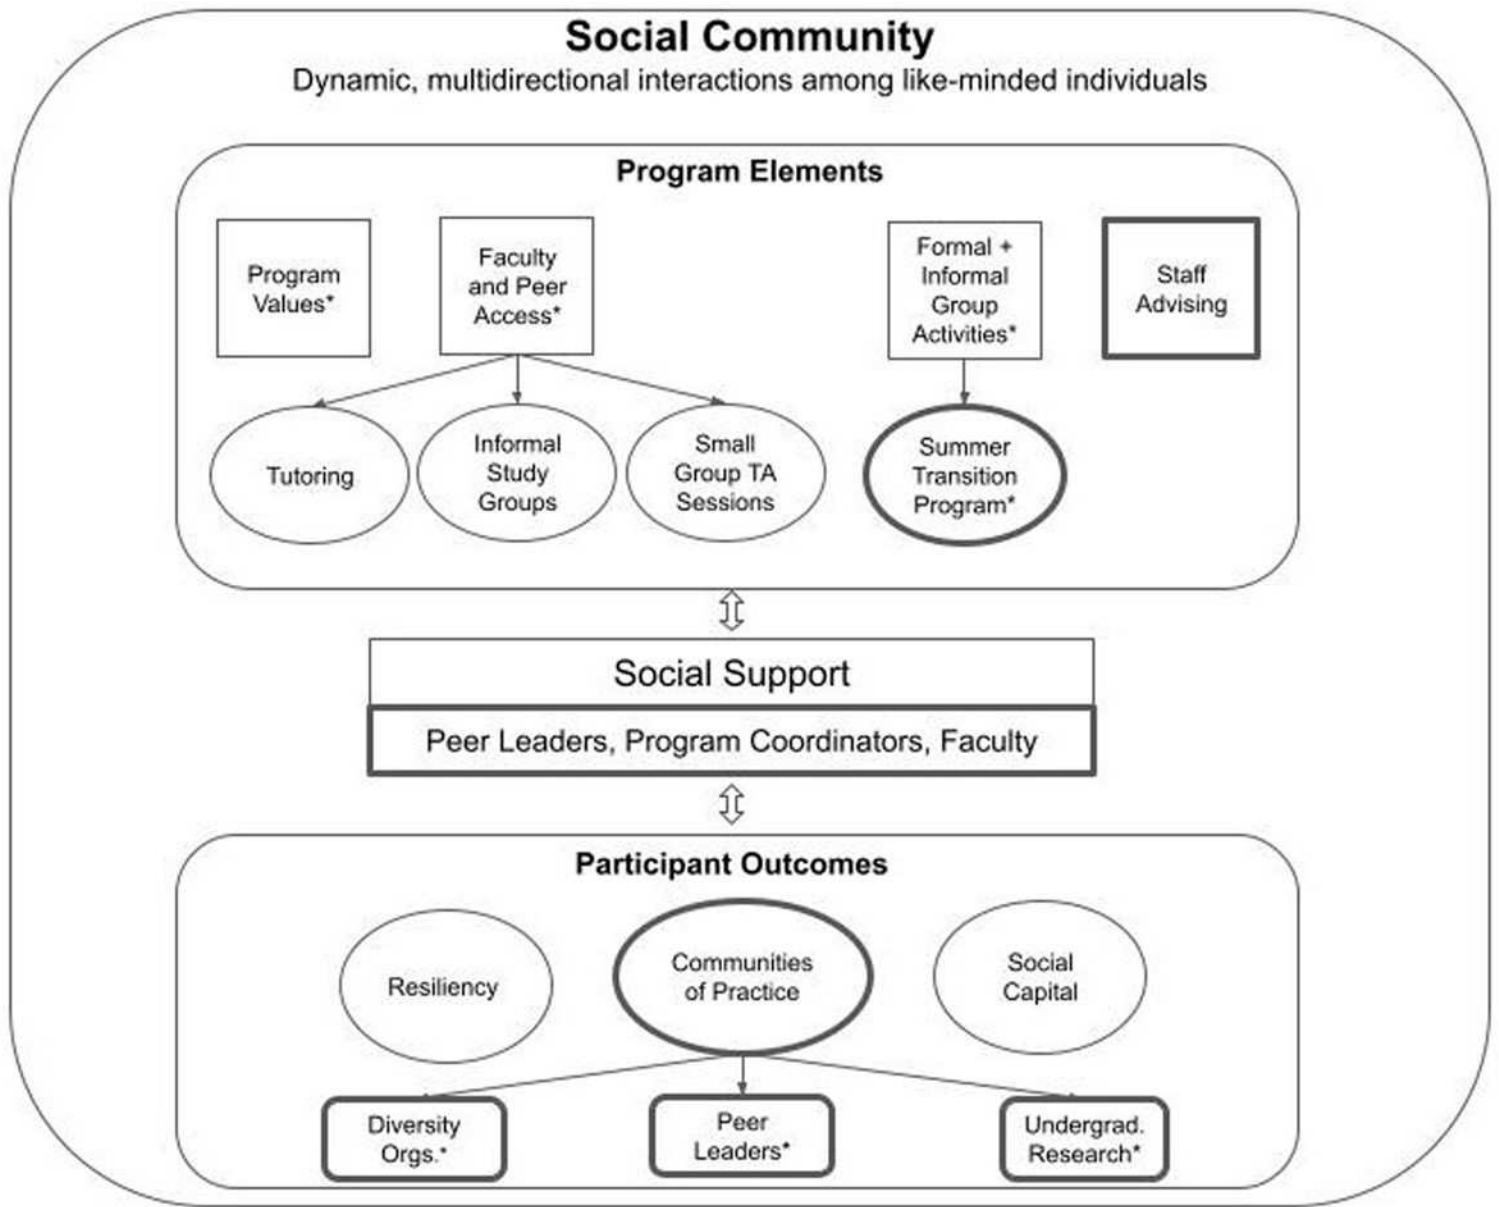 Social Community
Dynamic, multidirectional interactions among like-minded individuals
Program Elements
Program
Values*
Faculty
and Peer
Access*
Formal +
Informal
Group
Activities*
Staff
Advising
Tutoring
Informal
Study
Groups
Small
Group TA
Sessions
Summer
Transition
Program*
Social Support
Peer Leaders, Program Coordinators, Faculty
Participant Outcomes
Resiliency
Communities
of Practice
Social
Capital
Diversity
Orgs.*
Peer
Leaders*
Undergrad.
Research*